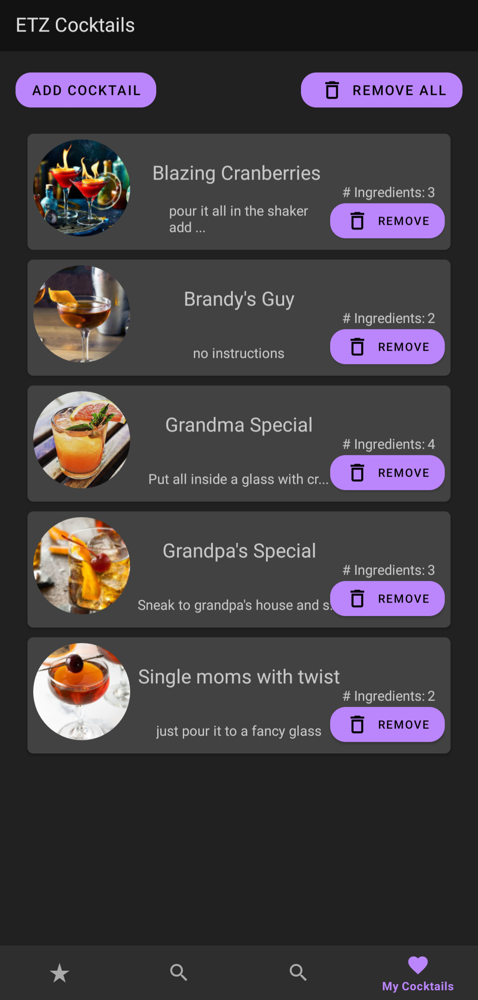 ETZ Cocktails
ADD COCKTAIL
REMOVE ALL
Blazing Cranberries
# Ingredients: 3
pour it all in the shaker
add ...
REMOVE
Brandy's Guy
# Ingredients: 2
no instructions
REMOVE
Grandma Special
# Ingredients: 4
Put all inside a glass with cr...
REMOVE
Grandpa's Special
# Ingredients: 3
Sneak to grandpa's house and s.
REMOVE
Single moms with twist
# Ingredients: 2
just pour it to a fancy glass
REMOVE
My Cocktails